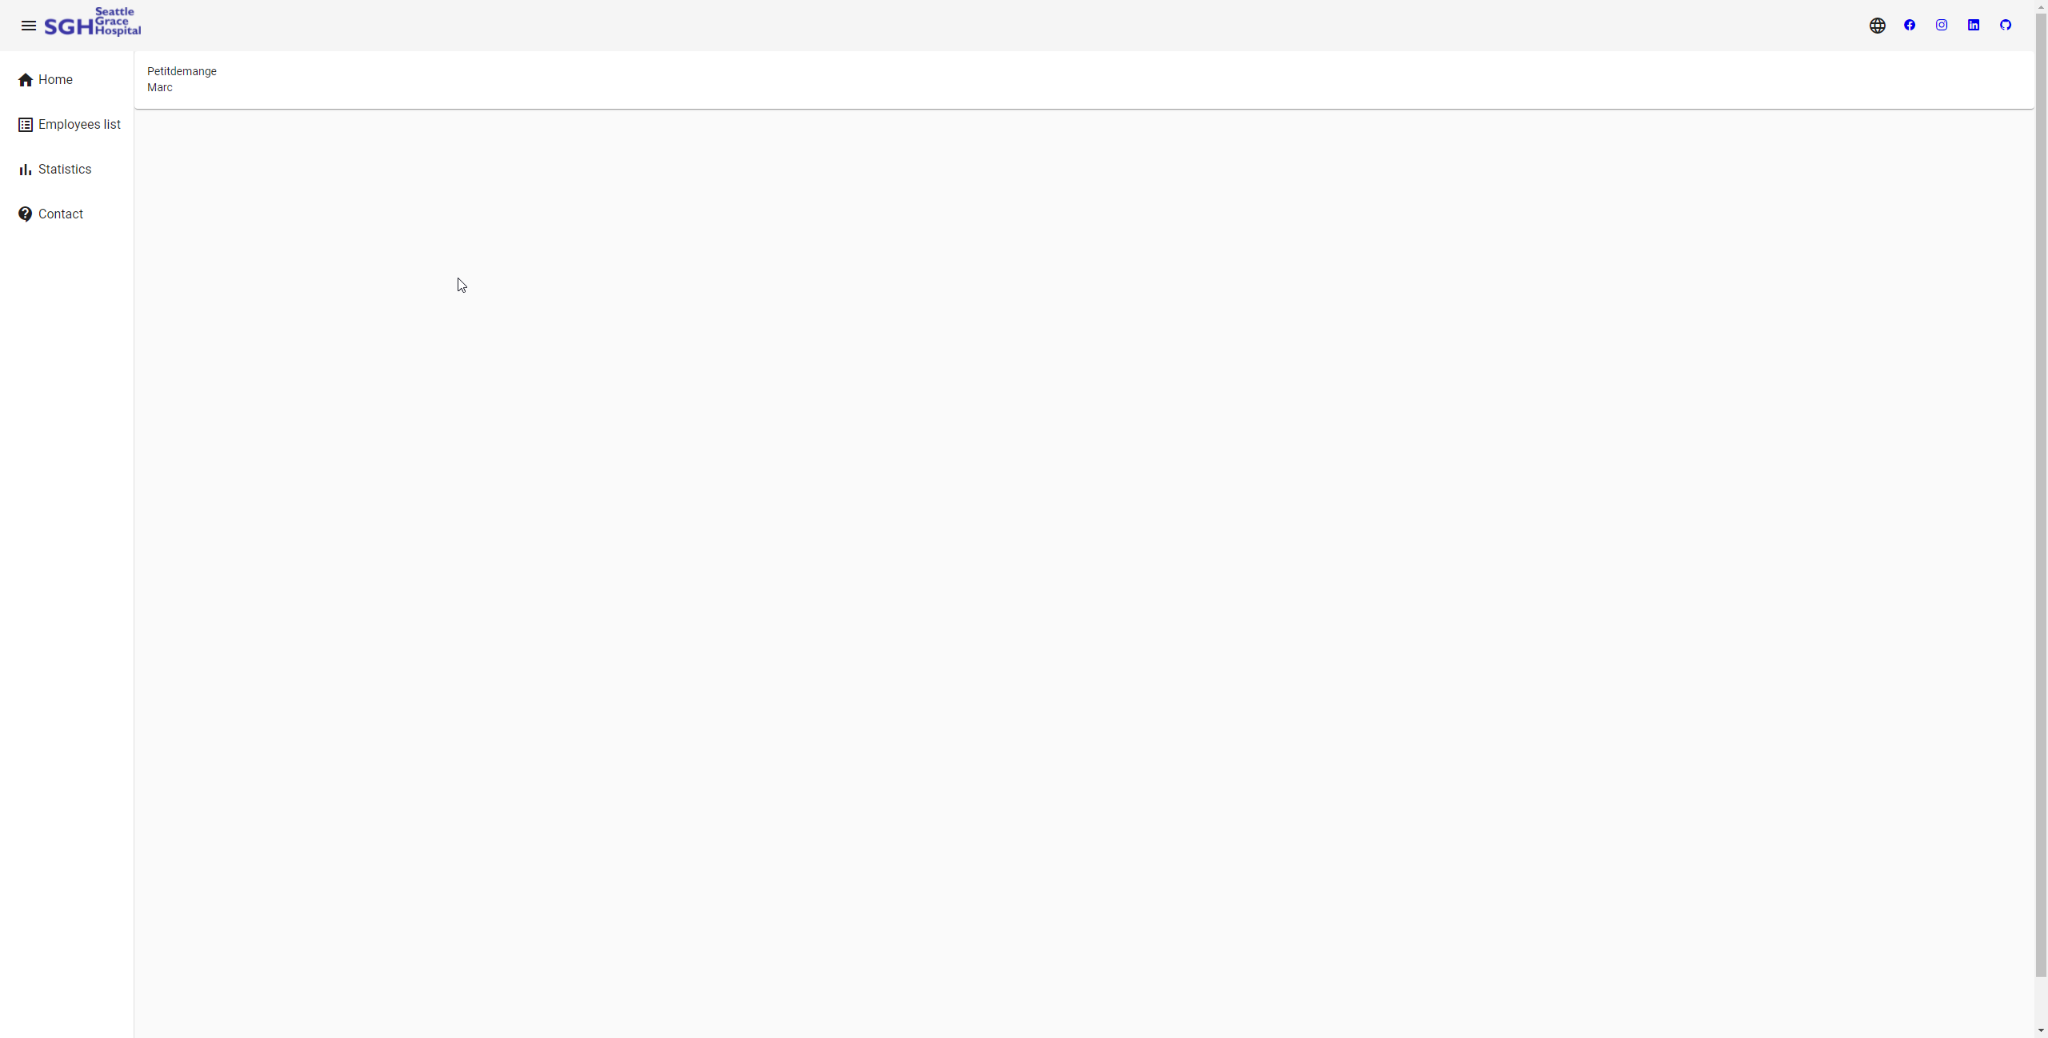 SGH
Seattle
Grace
Hospital
Home
Employees list
Statistics
Contact
Petitdemange
Marc